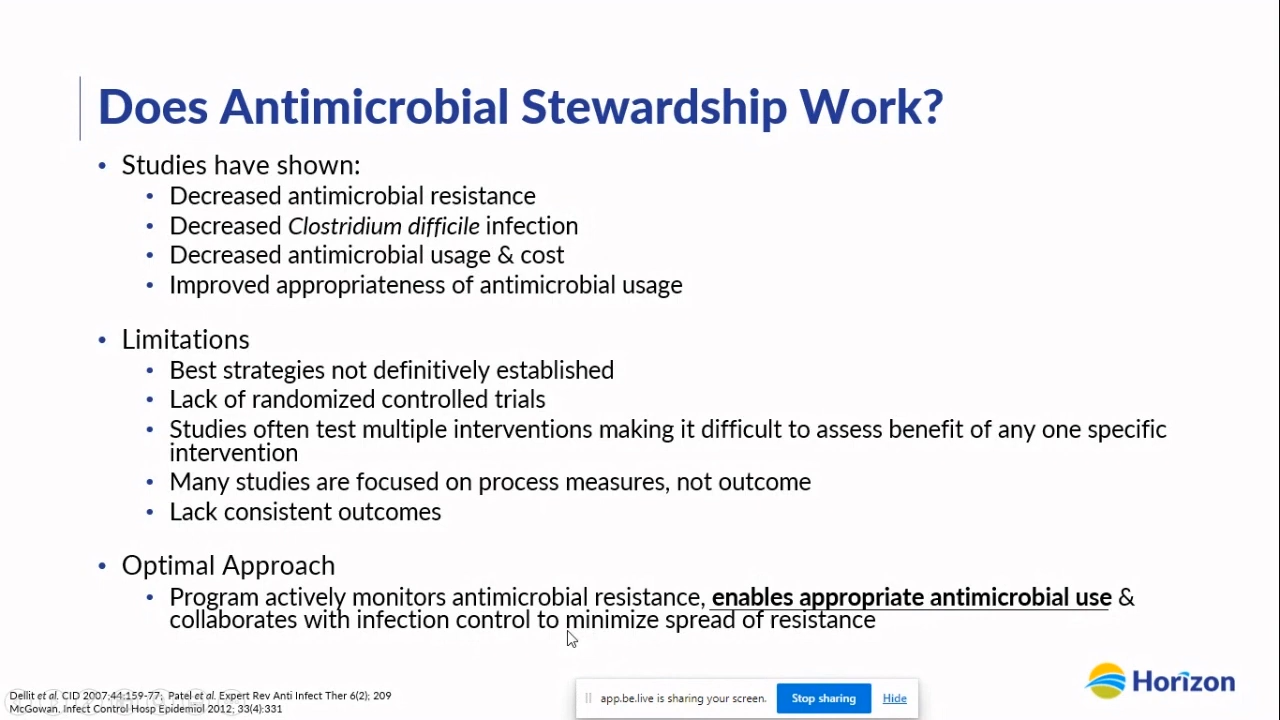 Does Antimicrobial Stewardship Work?
• Studies have shown:
• Decreased antimicrobial resistance
• Decreased Clostridium difficile infection
• Decreased antimicrobial usage & cost
• Improved appropriateness of antimicrobial usage
• Limitations
• Best strategies not definitively established
• Lack of randomized controlled trials
• Studies often test multiple interventions making it difficult to assess benefit of any one specific
intervention
• Many studies are focused on process measures, not outcome
• Lack consistent outcomes
• Optimal Approach
• Program actively monitors antimicrobial resistance, enables appropriate antimicrobial use &
collaborates with infection control to minimize spread of resistance
Dellit et al. CID 2007:44:159-77; Patel et al. Expert Rev Anti Infect Ther 6(2); 209
McGowan. Infect Control Hosp Epidemiol 2012; 33(4):331
app.be.live is sharing your screen. Stop sharing Hide
Horizon